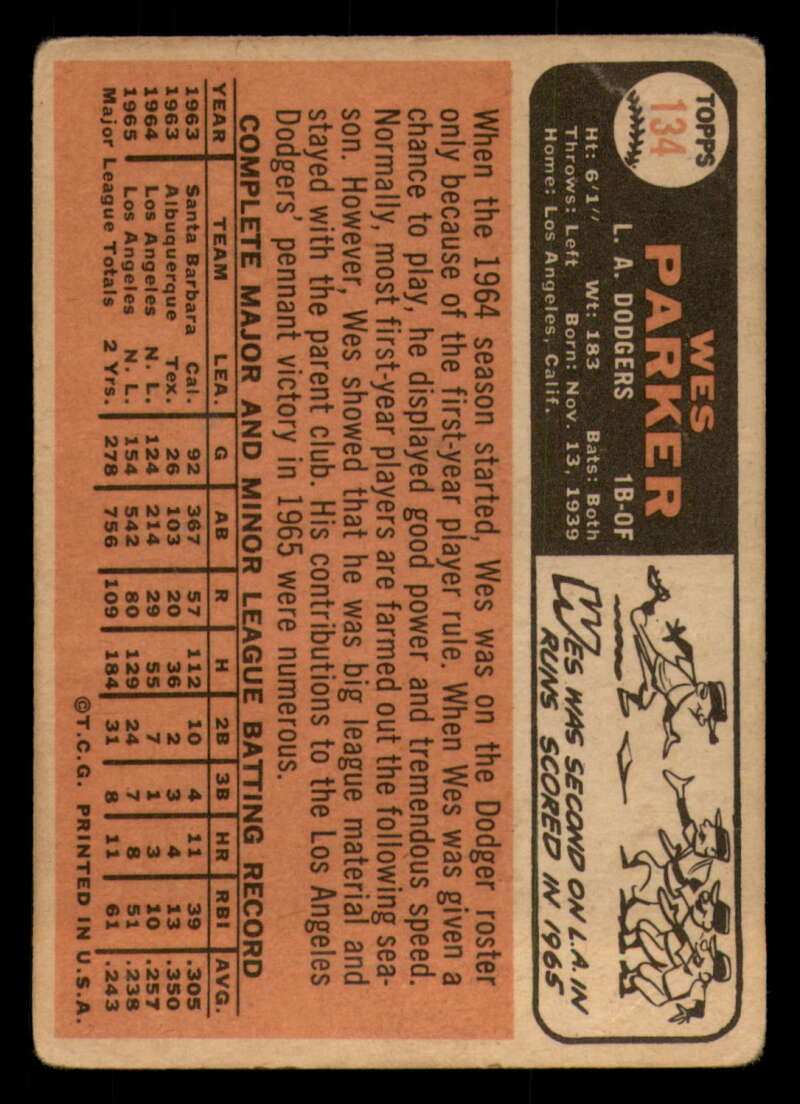 TOPPS
134
WES
PARKER
L. A. DODGERS 1B-OF
Ht: 6'1" Wt: 183 Bats: Both
Throws: Left Born: Nov. 13, 1939
Home: Los Angeles, Calif.
WES WAS SECOND ON L.A. IN
RUNS SCORED IN 1965
When the 1964 season started, Wes was on the Dodger roster
only because of the first-year player rule. When Wes was given a
chance to play, he displayed good power and tremendous speed.
Normally, most first-year players are farmed out the following sea-
son. However, Wes showed that he was big league material and
stayed with the parent club. His contributions to the Los Angeles
Dodgers' pennant victory in 1965 were numerous.
COMPLETE MAJOR AND MINOR LEAGUE BATTING RECORD
YEAR TEAM LEA. G AB R H 2B 3B HR RBI AVG.
1963 Santa Barbara Cal. 92 367 57 112 10 4 11 39 .305
1963 Albuquerque Tex. 26 103 20 36 2 3 4 13 .350
1964 Los Angeles N. L. 124 214 29 55 7 1 3 10 .257
1965 Los Angeles N. L. 154 542 80 129 24 7 8 51 .238
Major League Totals 2 Yrs. 278 756 109 184 31 8 11 61 .243
©T.C.G. PRINTED IN U.S.A.